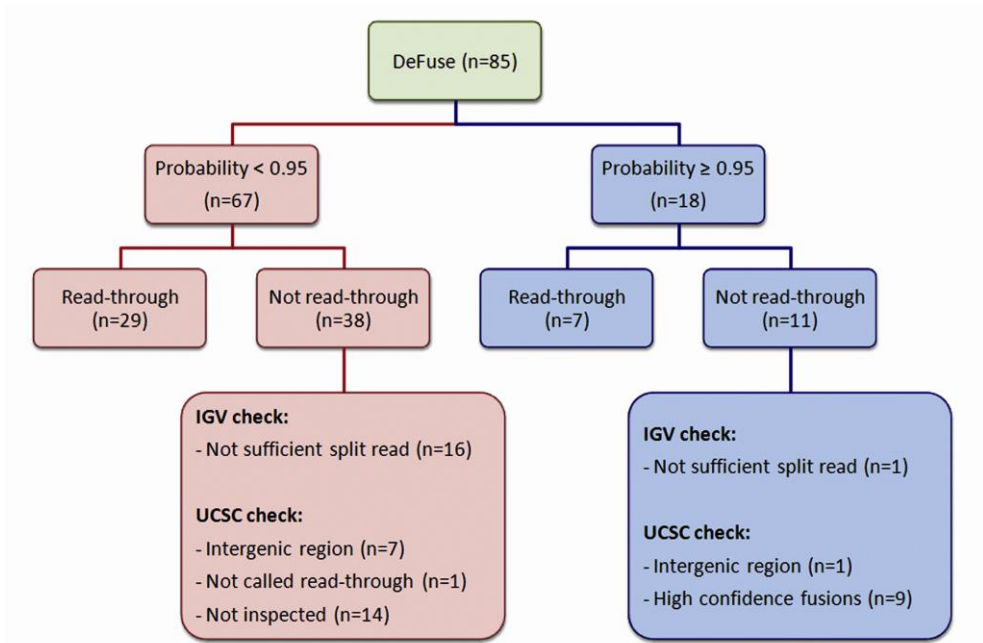 DeFuse (n=85)
Probability < 0.95
(n=67)
Probability ≥ 0.95
(n=18)
Read-through
(n=29)
Not read-through
(n=38)
Read-through
(n=7)
Not read-through
(n=11)
IGV check:
- Not sufficient split read (n=16)
UCSC check:
- Intergenic region (n=7)
- Not called read-through (n=1)
- Not inspected (n=14)
IGV check:
- Not sufficient split read (n=1)
UCSC check:
- Intergenic region (n=1)
- High confidence fusions (n=9)